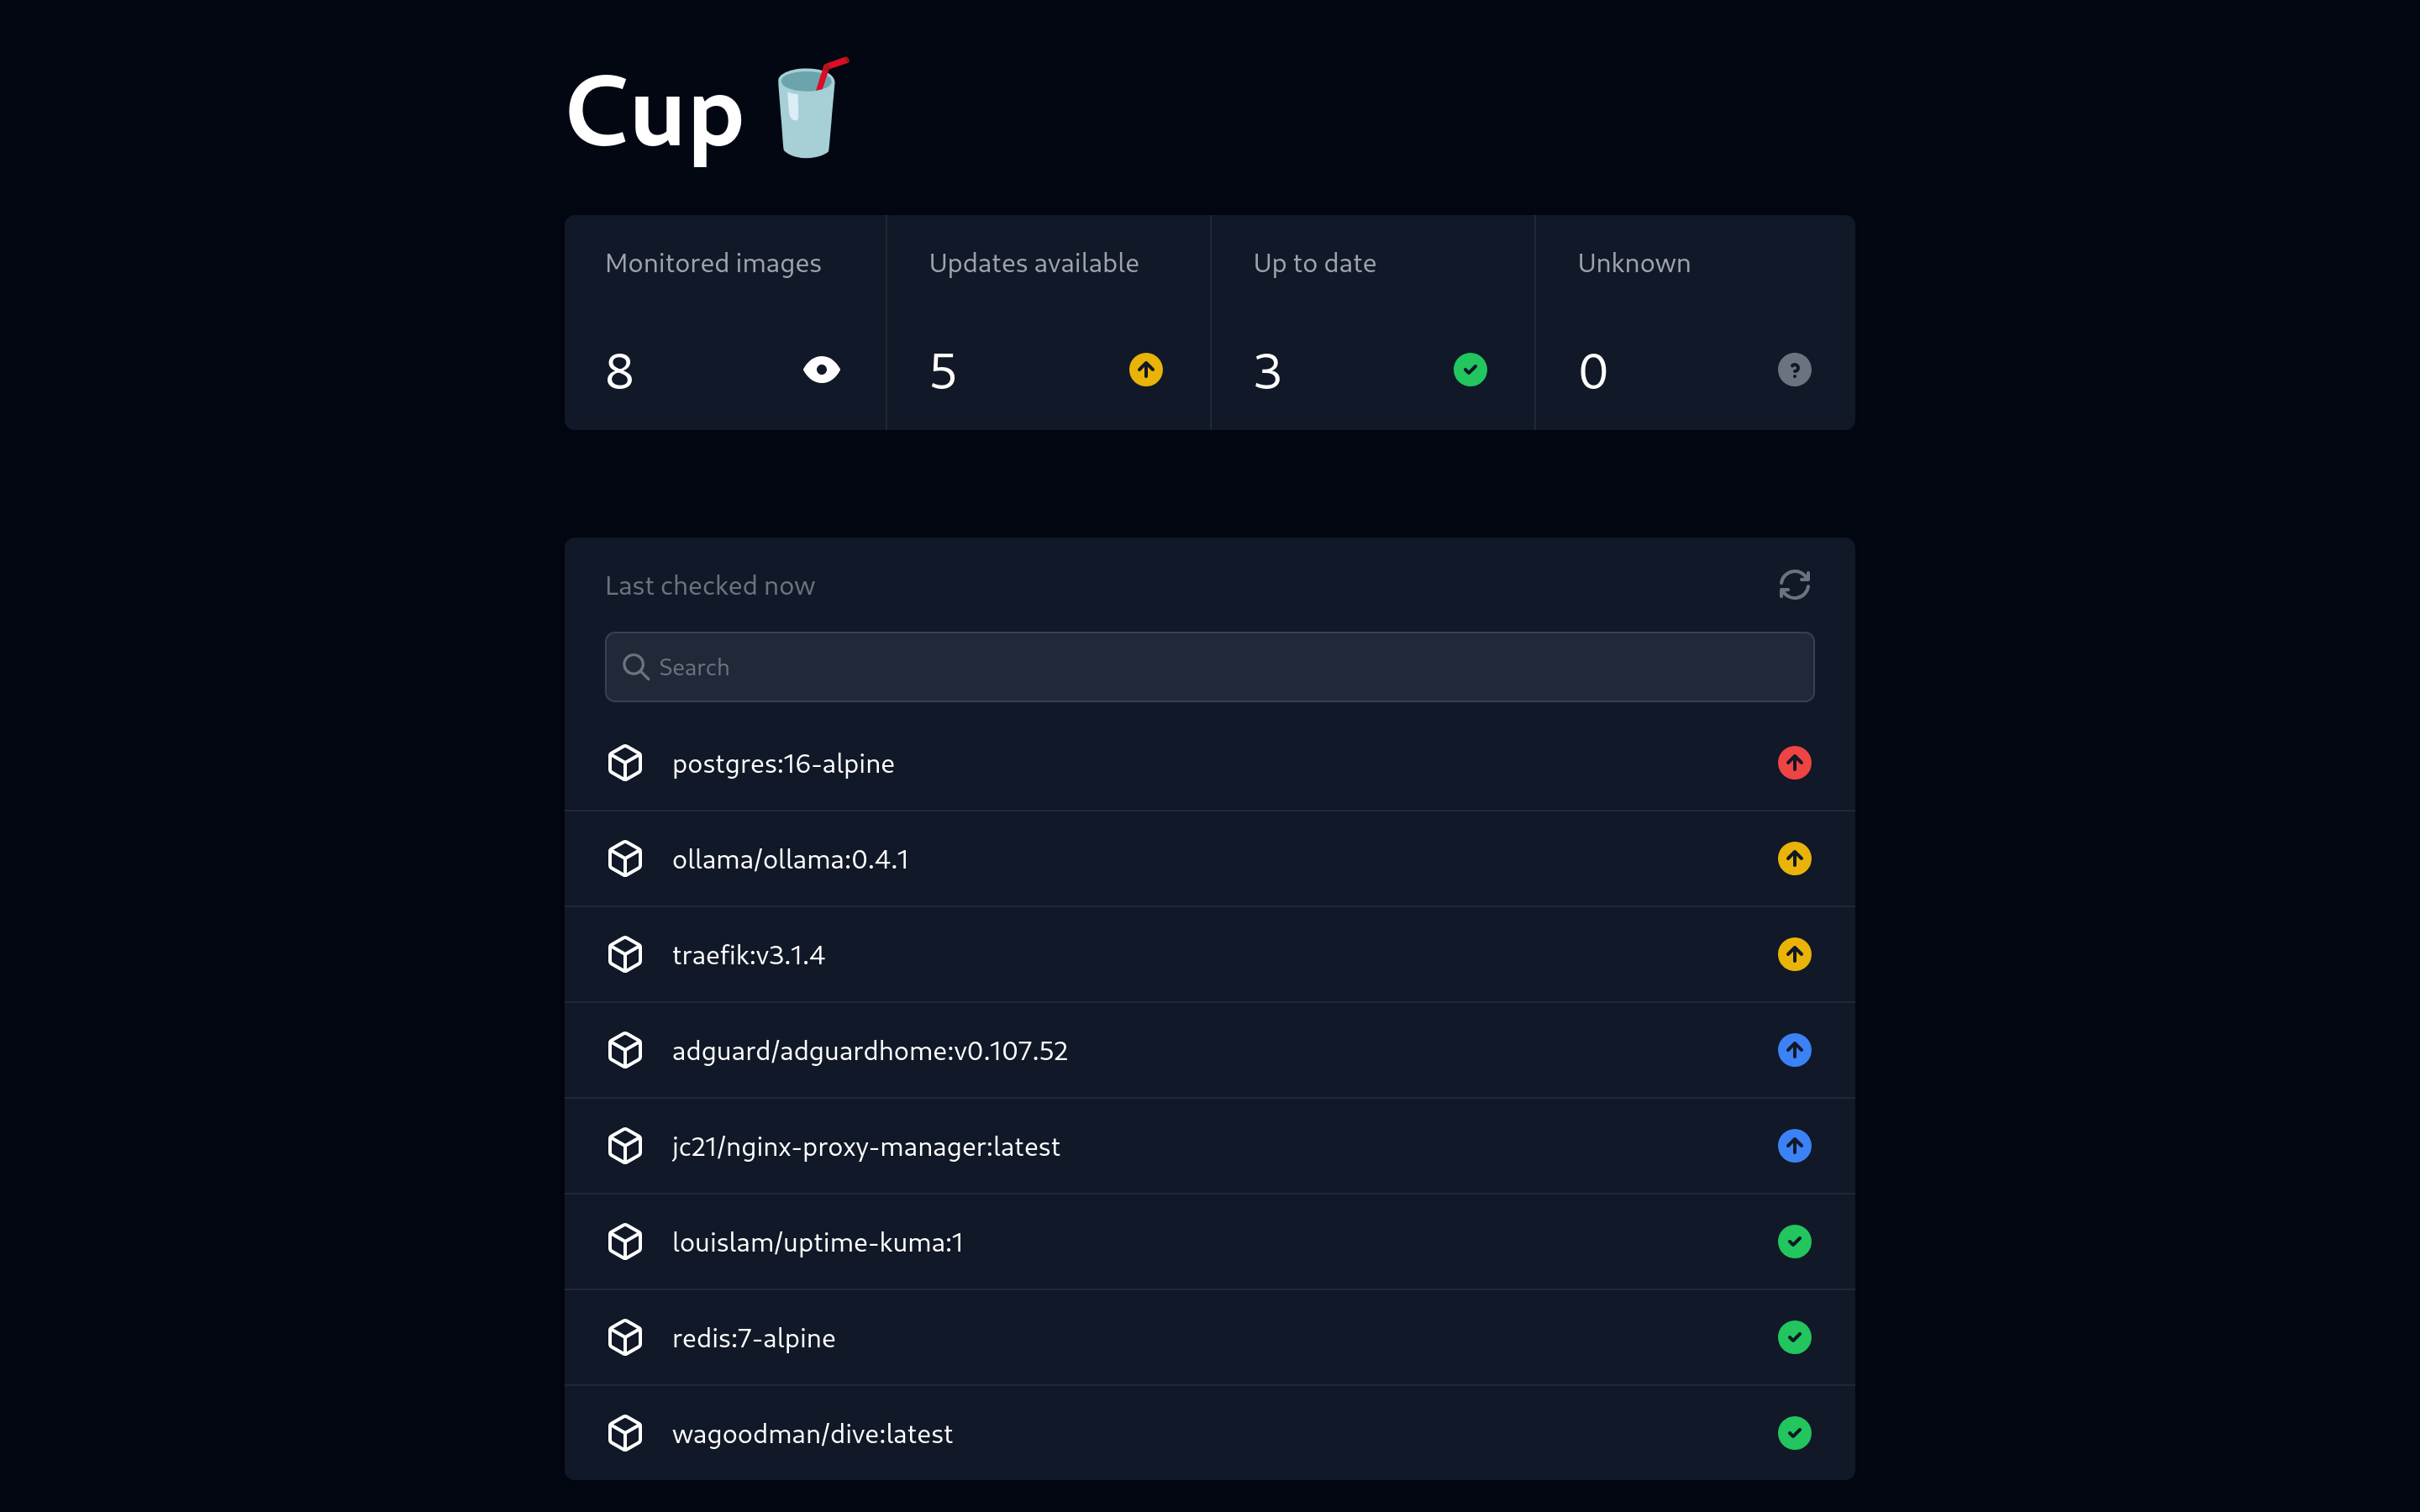 Cup
Monitored images
Updates available
Up to date
Unknown
8
5
3
0
Last checked now
Search
postgres:16-alpine
ollama/ollama:0.4.1
traefik:v3.1.4
adguard/adguardhome:v0.107.52
jc21/nginx-proxy-manager:latest
louislam/uptime-kuma:1
redis:7-alpine
wagoodman/dive:latest